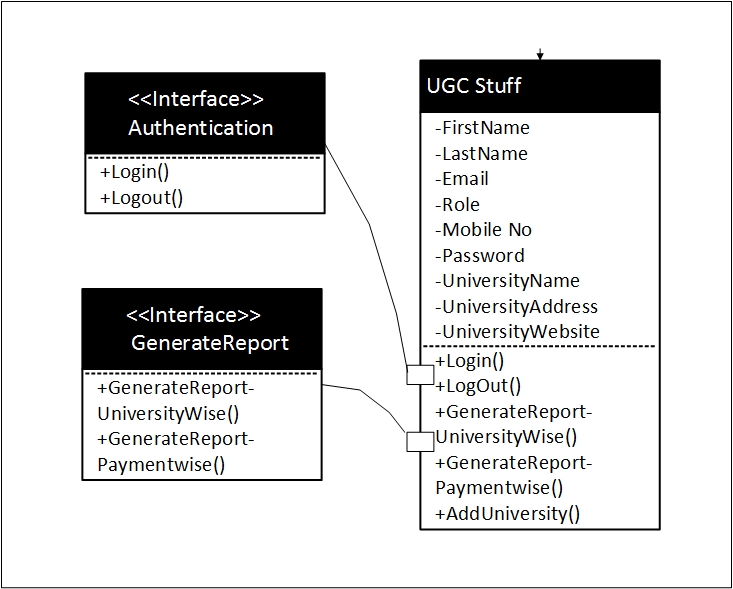 <<Interface>>
Authentication
+Login()
+Logout()
<<Interface>>
GenerateReport
+GenerateReport-
UniversityWise()
+GenerateReport-
Paymentwise()
UGC Stuff
-FirstName
-LastName
-Email
-Role
-Mobile No
-Password
-UniversityName
-UniversityAddress
-UniversityWebsite
+Login()
+LogOut()
+GenerateReport-
UniversityWise()
+GenerateReport-
Paymentwise()
+AddUniversity()